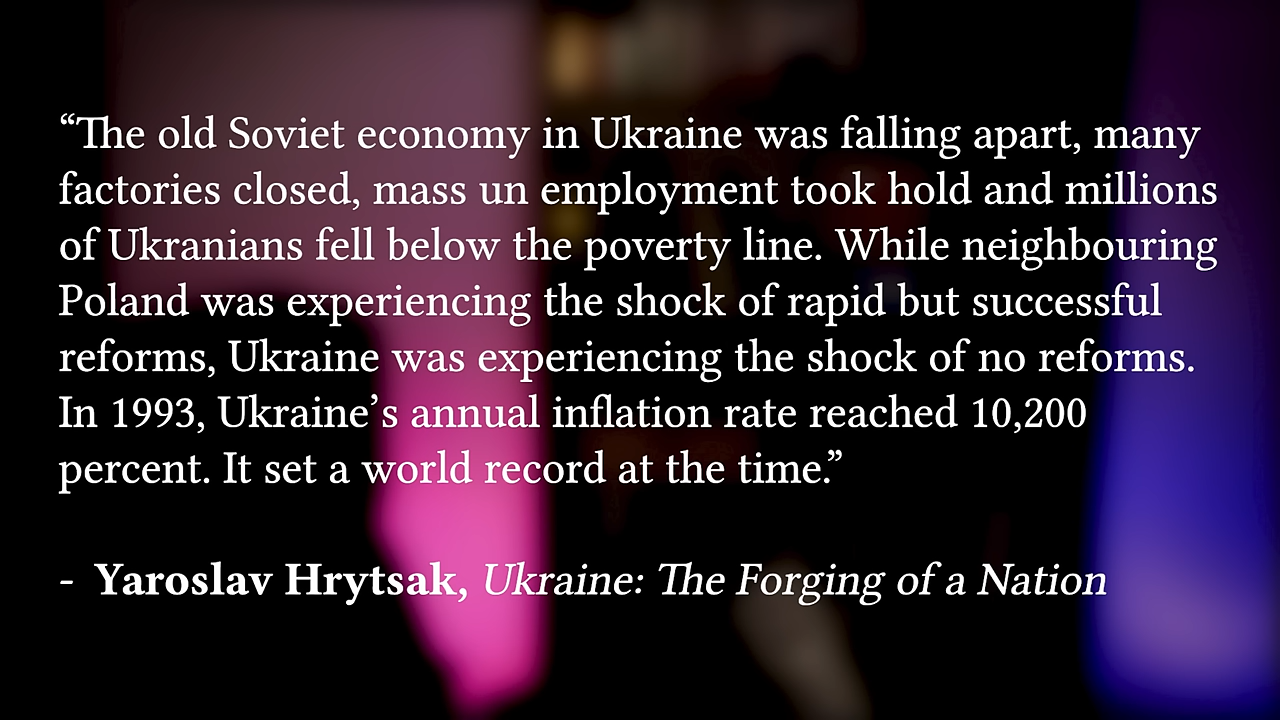 “The old Soviet economy in Ukraine was falling apart, many
factories closed, mass un employment took hold and millions
of Ukranians fell below the poverty line. While neighbouring
Poland was experiencing the shock of rapid but successful
reforms, Ukraine was experiencing the shock of no reforms.
In 1993, Ukraine’s annual inflation rate reached 10,200
percent. It set a world record at the time.”
- Yaroslav Hrytsak, Ukraine: The Forging of a Nation